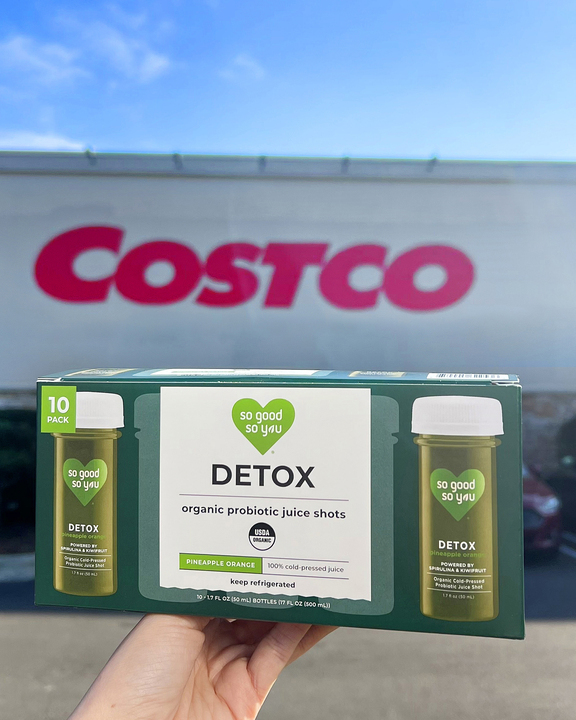 COSTCO
10
PACK
so good
so you
DETOX
organic probiotic juice shots
USDA
ORGANIC
PINEAPPLE ORANGE
100% cold-pressed juice
keep refrigerated
10 - 1.7 FL OZ (50 mL) BOTTLES (17 FL OZ (500 mL))
so good
so you
DETOX
pineapple orange
POWERED BY
SPIRULINA & KIWIFRUIT
Organic Cold-Pressed
Probiotic Juice Shot
1.7 fl oz (50 mL)
so good
so you
DETOX
pineapple orange
POWERED BY
SPIRULINA & KIWIFRUIT
Organic Cold-Pressed
Probiotic Juice Shot
1.7 fl oz (50 mL)